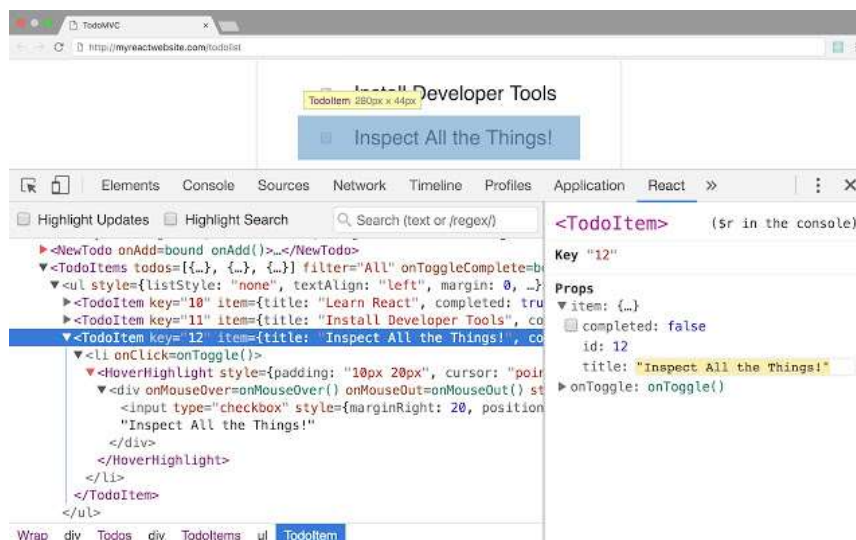 TodoMVC
http://myreactwebsite.com/todolist
Install Developer Tools
TodoItem 280px x 44px
Inspect All the Things!
Elements Console Sources Network Timeline Profiles Application React »
Highlight Updates Highlight Search Search (text or /regex/)
<NewTodo onAdd=bound onAdd()>…</NewTodo>
<TodoItems todos=[{…}, {…}, {…}] filter="All" onToggleComplete=b
<ul style={listStyle: "none", textAlign: "left", margin: 0, …}
<TodoItem key="10" item={title: "Learn React", completed: tru
<TodoItem key="11" item={title: "Install Developer Tools", co
<TodoItem key="12" item={title: "Inspect All the Things!", co
<li onClick=onToggle()>
<HoverHighlight style={padding: "10px 20px", cursor: "poin
<div onMouseOver=onMouseOver() onMouseOut=onMouseOut() st
<input type="checkbox" style={marginRight: 20, position
"Inspect All the Things!"
</div>
</HoverHighlight>
</li>
</TodoItem>
</ul>
Wrap div Todos div TodoItems ul TodoItem
<TodoItem> ($r in the console)
Key "12"
Props
item: {…}
completed: false
id: 12
title: "Inspect All the Things!"
onToggle: onToggle()